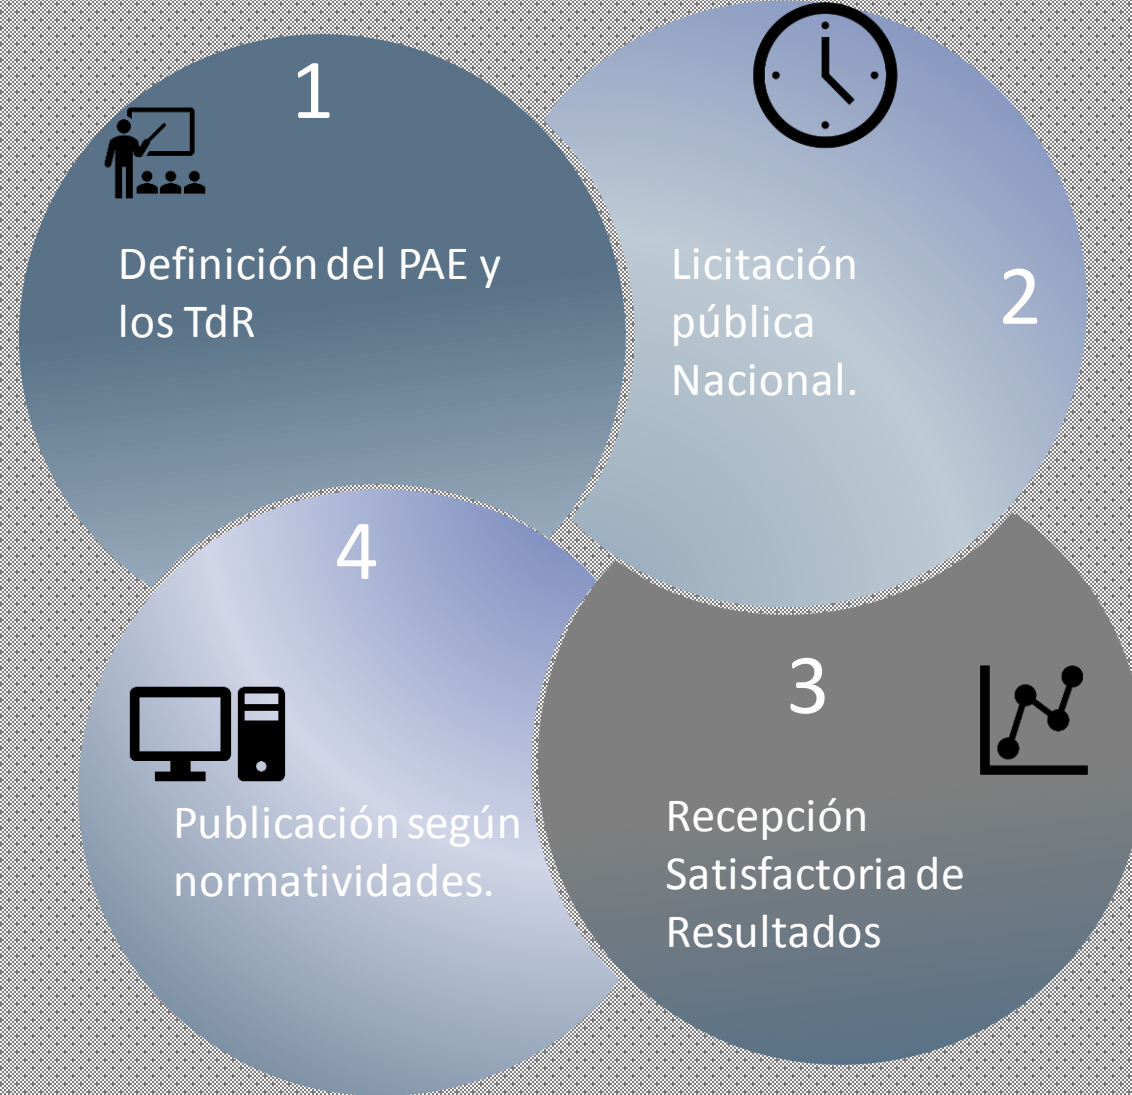 1
Definición del PAE y
los TdR
2
Licitación
pública
Nacional.
3
Recepción
Satisfactoria de
Resultados
4
Publicación según
normatividades.